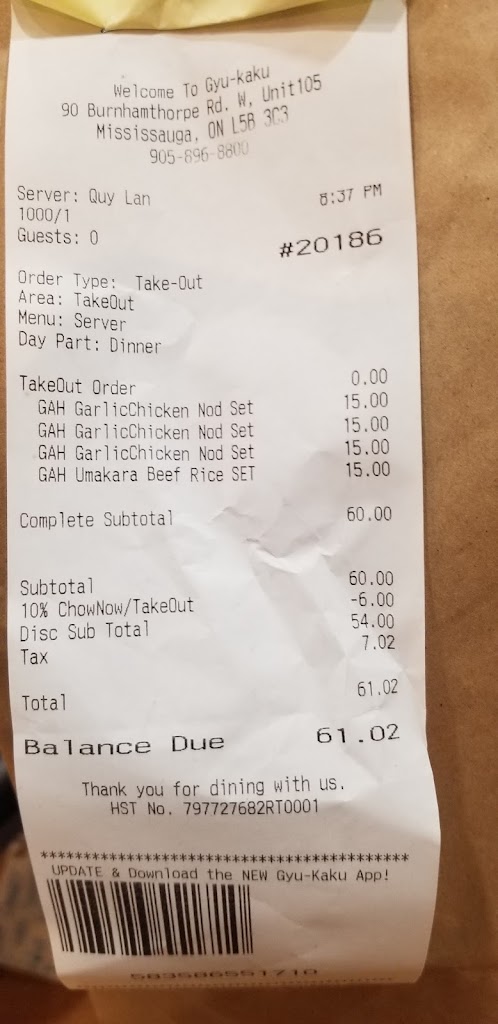 Welcome To Gyu-kaku
90 Burnhamthorpe Rd. W, Unit105
Mississauga, ON L5B 3C3
905-896-8800
Server: Quy Lan 8:37 PM
1000/1
Guests: 0 #20186
Order Type: Take-Out
Area: TakeOut
Menu: Server
Day Part: Dinner
TakeOut Order 0.00
GAH GarlicChicken Nod Set 15.00
GAH GarlicChicken Nod Set 15.00
GAH GarlicChicken Nod Set 15.00
GAH Umakara Beef Rice SET 15.00
Complete Subtotal 60.00
Subtotal 60.00
10% ChowNow/TakeOut -6.00
Disc Sub Total 54.00
Tax 7.02
Total 61.02
Balance Due 61.02
Thank you for dining with us.
HST No. 797727682RT0001
******************************************
UPDATE & Download the NEW Gyu-Kaku App!